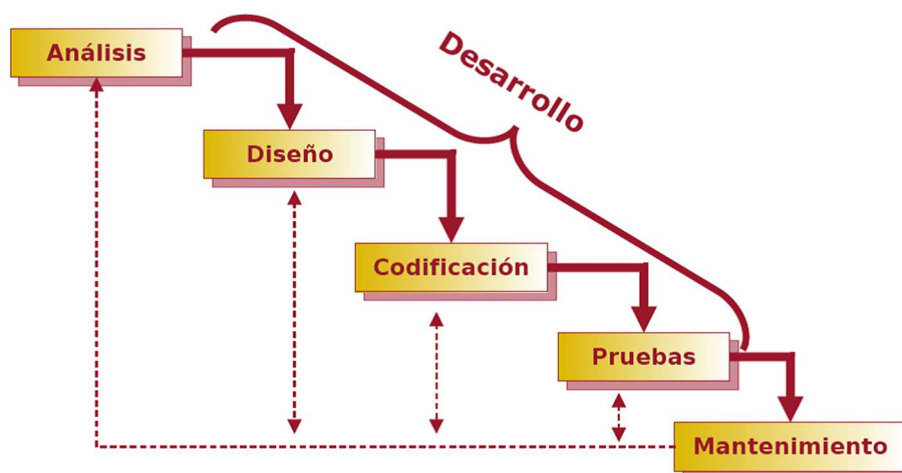 Análisis
Desarrollo
Diseño
Codificación
Pruebas
Mantenimiento